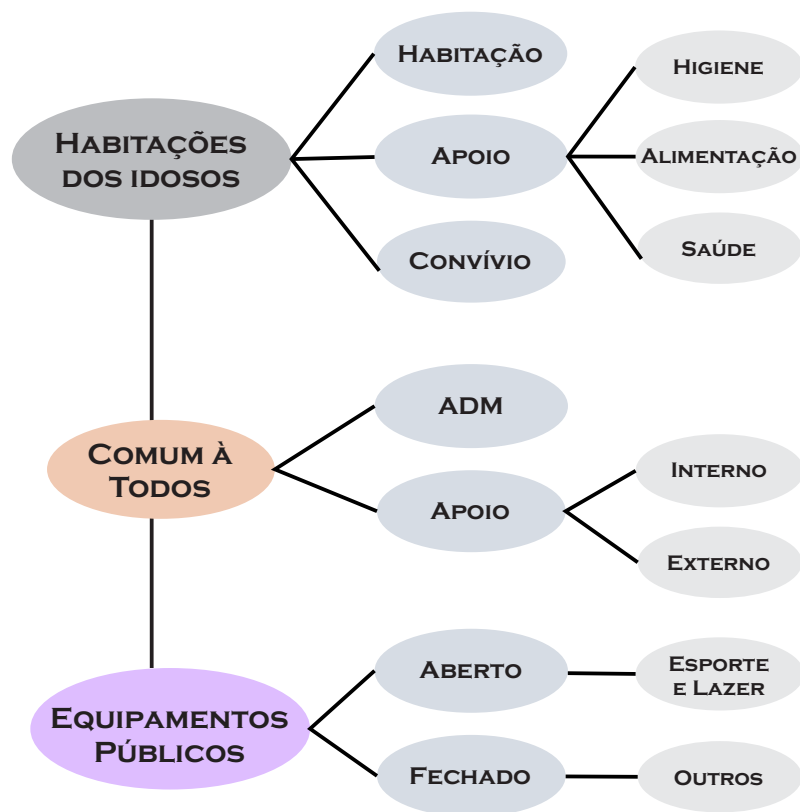 Habitação
Higiene
Habitações
dos idosos
Apoio
Alimentação
Convívio
Saúde
ADM
Comum à
Todos
Interno
Apoio
Externo
Aberto
Esporte
e Lazer
Equipamentos
Públicos
Fechado
Outros